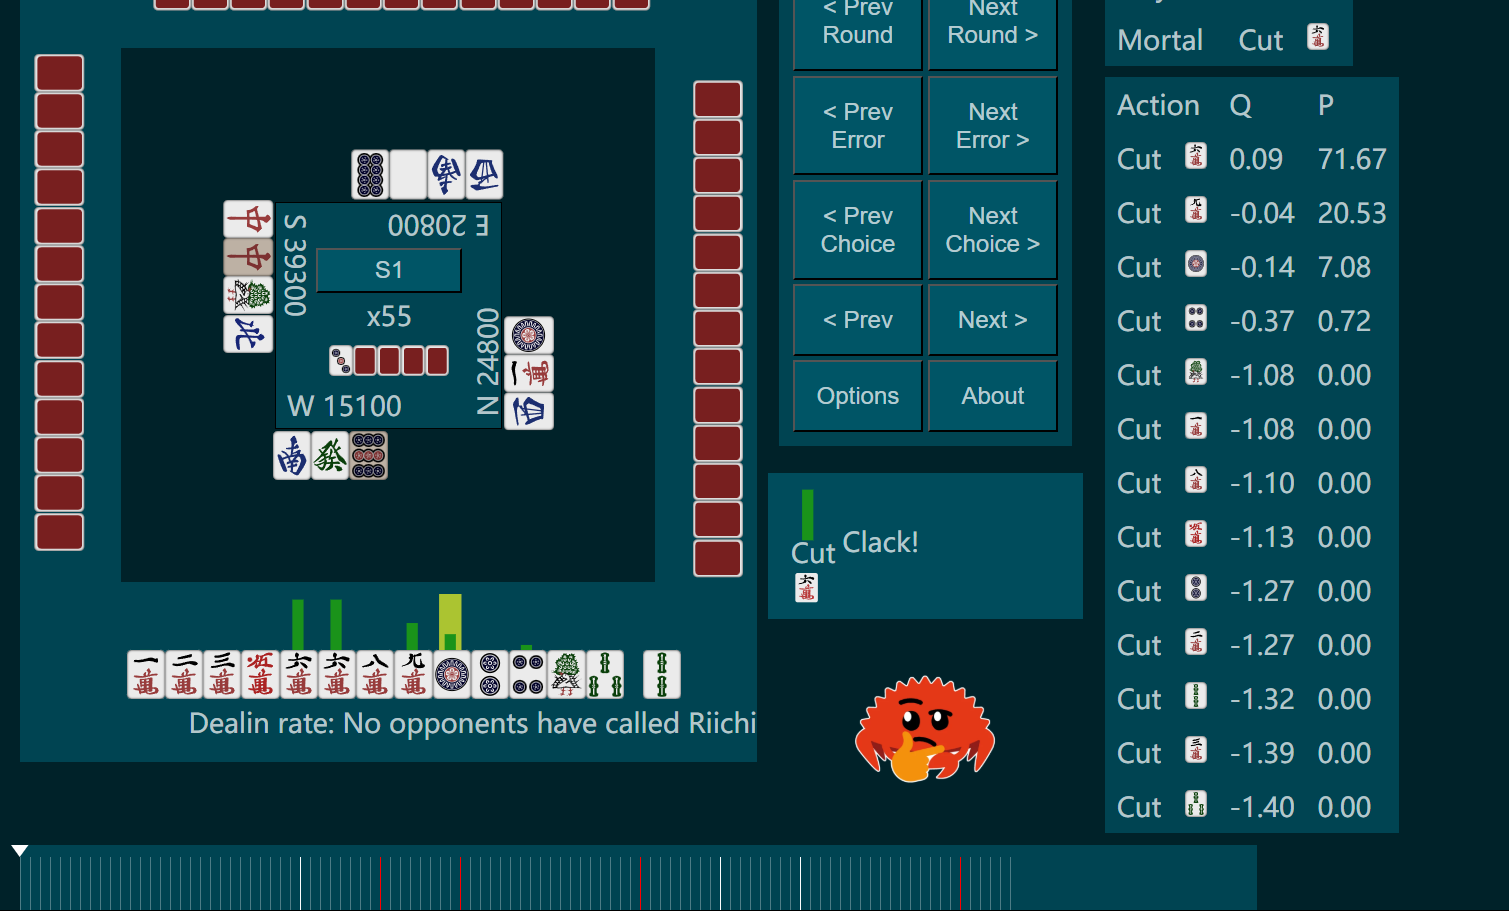 < Prev
Round
Next
Round >
Mortal Cut
< Prev
Error
Next
Error >
< Prev
Choice
Next
Choice >
< Prev
Next >
Options
About
E 20800
S 39300
S1
x55
N 24800
W 15100
Action Q P
Cut 0.09 71.67
Cut -0.04 20.53
Cut -0.14 7.08
Cut -0.37 0.72
Cut -1.08 0.00
Cut -1.08 0.00
Cut -1.10 0.00
Cut -1.13 0.00
Cut -1.27 0.00
Cut -1.27 0.00
Cut -1.32 0.00
Cut -1.39 0.00
Cut -1.40 0.00
Cut
Clack!
Dealin rate: No opponents have called Riichi